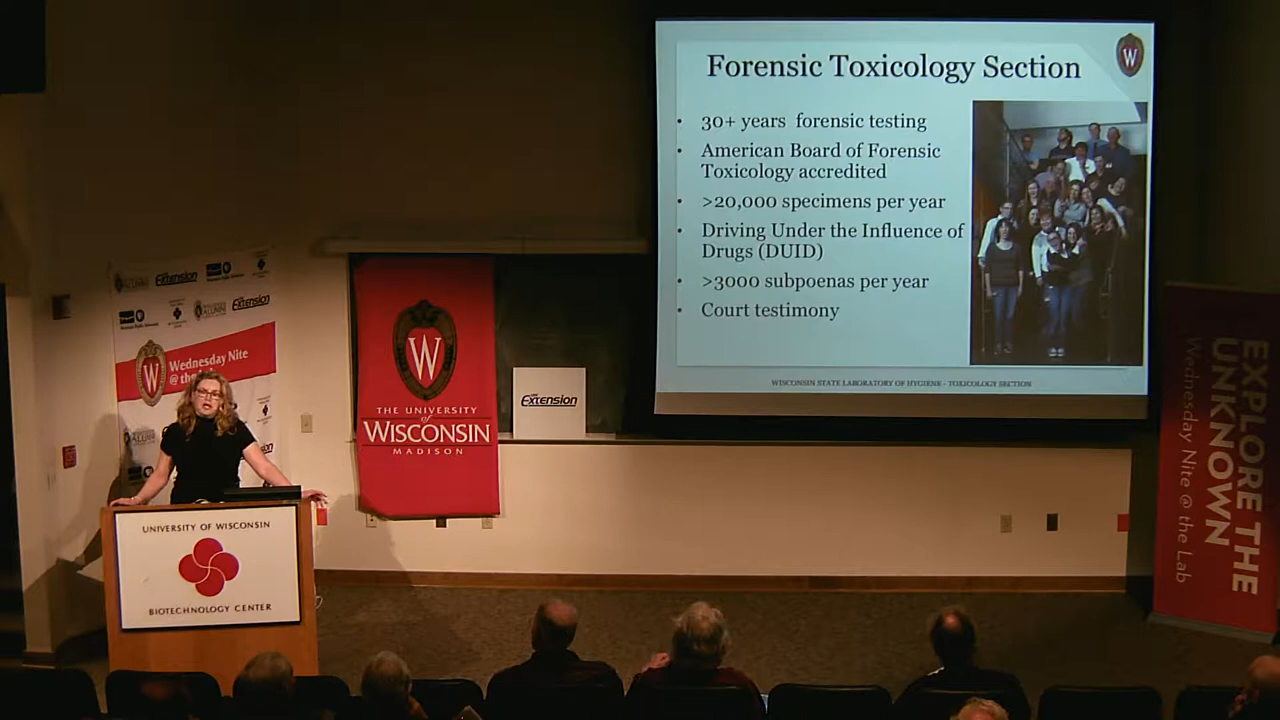 Forensic Toxicology Section
W
• 30+ years forensic testing
• American Board of Forensic
Toxicology accredited
• >20,000 specimens per year
• Driving Under the Influence of
Drugs (DUID)
• >3000 subpoenas per year
• Court testimony
WISCONSIN STATE LABORATORY OF HYGIENE - TOXICOLOGY SECTION
Extension
ALUMNI
Extension
Wednesday Nite
@ the
W
THE UNIVERSITY
of
WISCONSIN
MADISON
Extension
UNIVERSITY OF WISCONSIN
BIOTECHNOLOGY CENTER
EXPLORE THE
UNKNOWN
Wednesday Nite @ the Lab